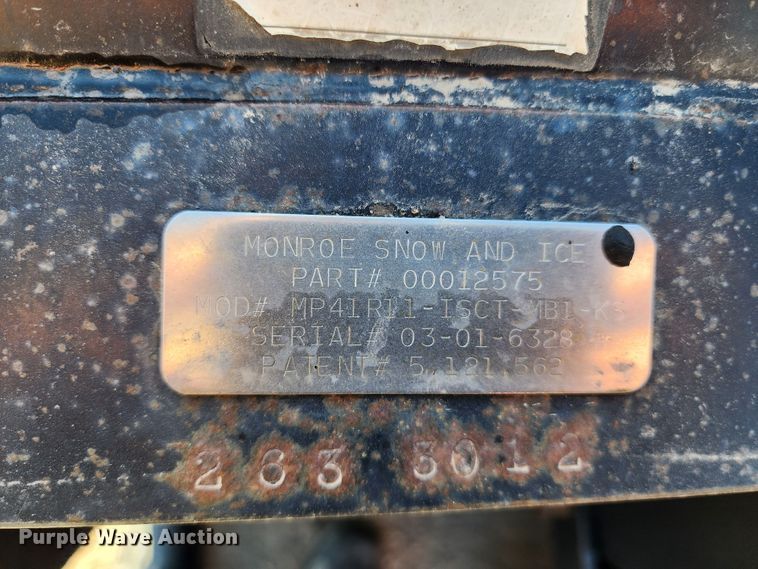 MONROE SNOW AND ICE
PART# 00012575
MOD# MP41R11-ISCT-MB1-KS
SERIAL# 03-01-6328
PATENT# 5,121,562
283 3012
Purple Wave Auction